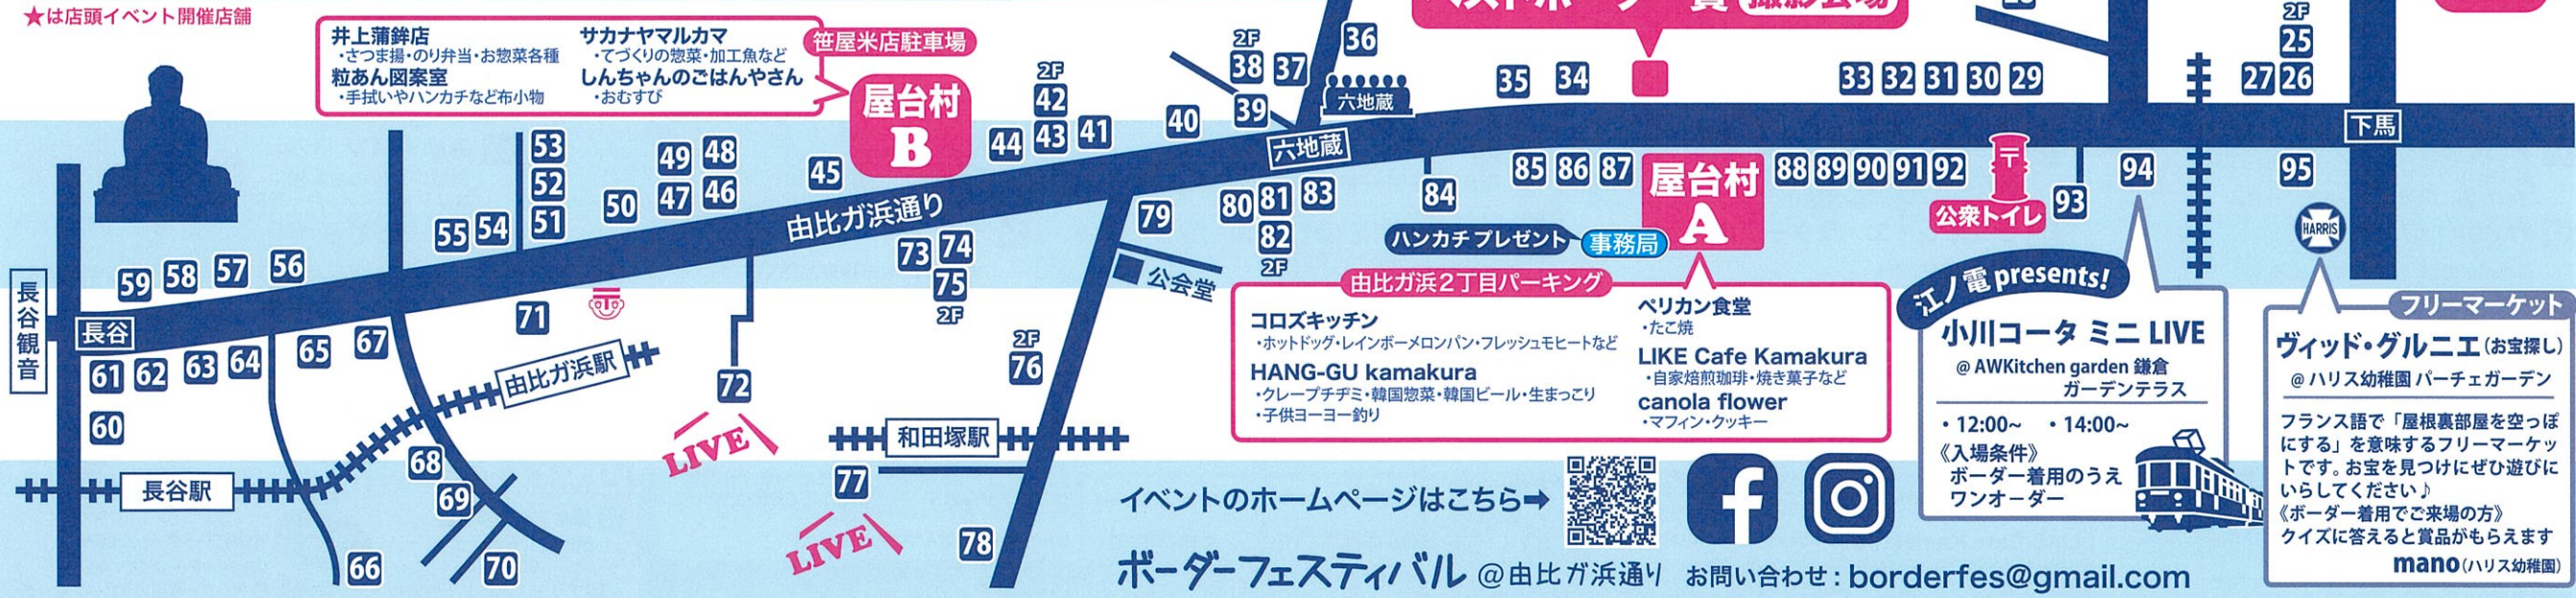 ★は店頭イベント開催店舗
井上蒲鉾店
・さつま揚・のり弁当・お惣菜各種
粒あん図案室
・手拭いやハンカチなど布小物
サカナヤマルカマ
・てづくりの惣菜・加工魚など
しんちゃんのごはんやさん
・おむすび
笹屋米店駐車場
屋台村
B
2F
42
44 43 41
40
2F
38 37
39
36
六地蔵
六地蔵
35 34
33 32 31 30 29
2F
25
27 26
下馬
53
52
51
49 48
47 46
50
45
55 54
59 58 57 56
由比ガ浜通り
長谷観音
長谷
61 62 63 64 65 67
60
71
由比ガ浜駅
72
LIVE
73 74
75
2F
2F
76
79
公会堂
80 81 83
82
2F
84
85 86 87
屋台村
A
88 89 90 91 92
〒
公衆トイレ
93
94
95
HARRIS
ハンカチプレゼント
事務局
由比ガ浜2丁目パーキング
コロズキッチン
・ホットドッグ・レインボーメロンパン・フレッシュモヒートなど
HANG-GU kamakura
・クレープチヂミ・韓国惣菜・韓国ビール・生まっこり
・子供ヨーヨー釣り
ペリカン食堂
・たこ焼
LIKE Cafe Kamakura
・自家焙煎珈琲・焼き菓子など
canola flower
・マフィン・クッキー
江ノ電 presents!
小川コータ ミニ LIVE
@ AWKitchen garden 鎌倉
ガーデンテラス
・12:00~ ・14:00~
《入場条件》
ボーダー着用のうえ
ワンオーダー
フリーマーケット
ヴィッド・グルニエ(お宝探し)
@ ハリス幼稚園 パーチェガーデン
フランス語で「屋根裏部屋を空っぽ
にする」を意味するフリーマーケッ
トです。お宝を見つけにぜひ遊びに
いらしてください♪
《ボーダー着用でご来場の方》
クイズに答えると賞品がもらえます
mano(ハリス幼稚園)
長谷駅
66
68
69
70
和田塚駅
77
LIVE
78
イベントのホームページはこちら➡
ボーダーフェスティバル @由比ガ浜通り お問い合わせ:borderfes@gmail.com